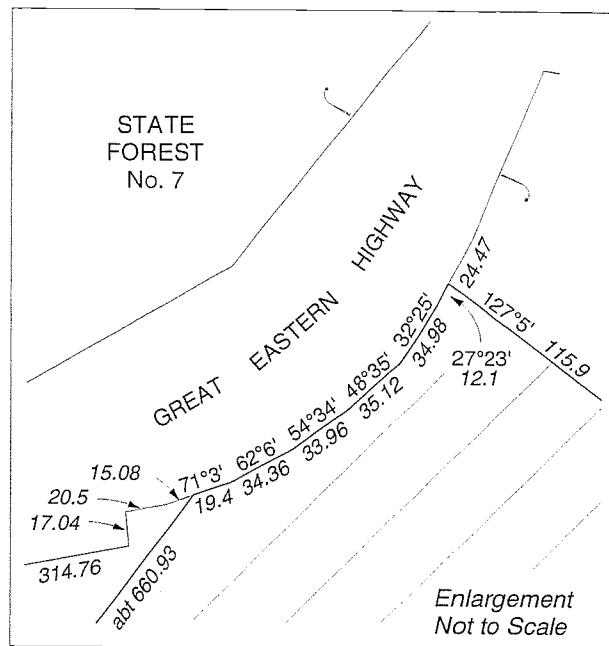 STATE
FOREST
No. 7
GREAT EASTERN HIGHWAY
24.47
127°5'
115.9
27°23'
12.1
32°25'
34.98
48°35'
35.12
54°34'
33.96
62°6'
34.36
71°3'
19.4
15.08
20.5
17.04
314.76
abt 660.93
Enlargement
Not to Scale